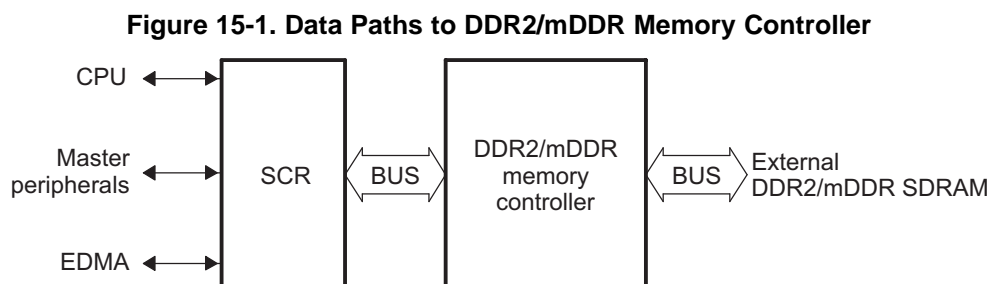 Figure 15-1. Data Paths to DDR2/mDDR Memory Controller
CPU
Master
peripherals
EDMA
SCR
BUS
DDR2/mDDR
memory
controller
BUS
External
DDR2/mDDR SDRAM